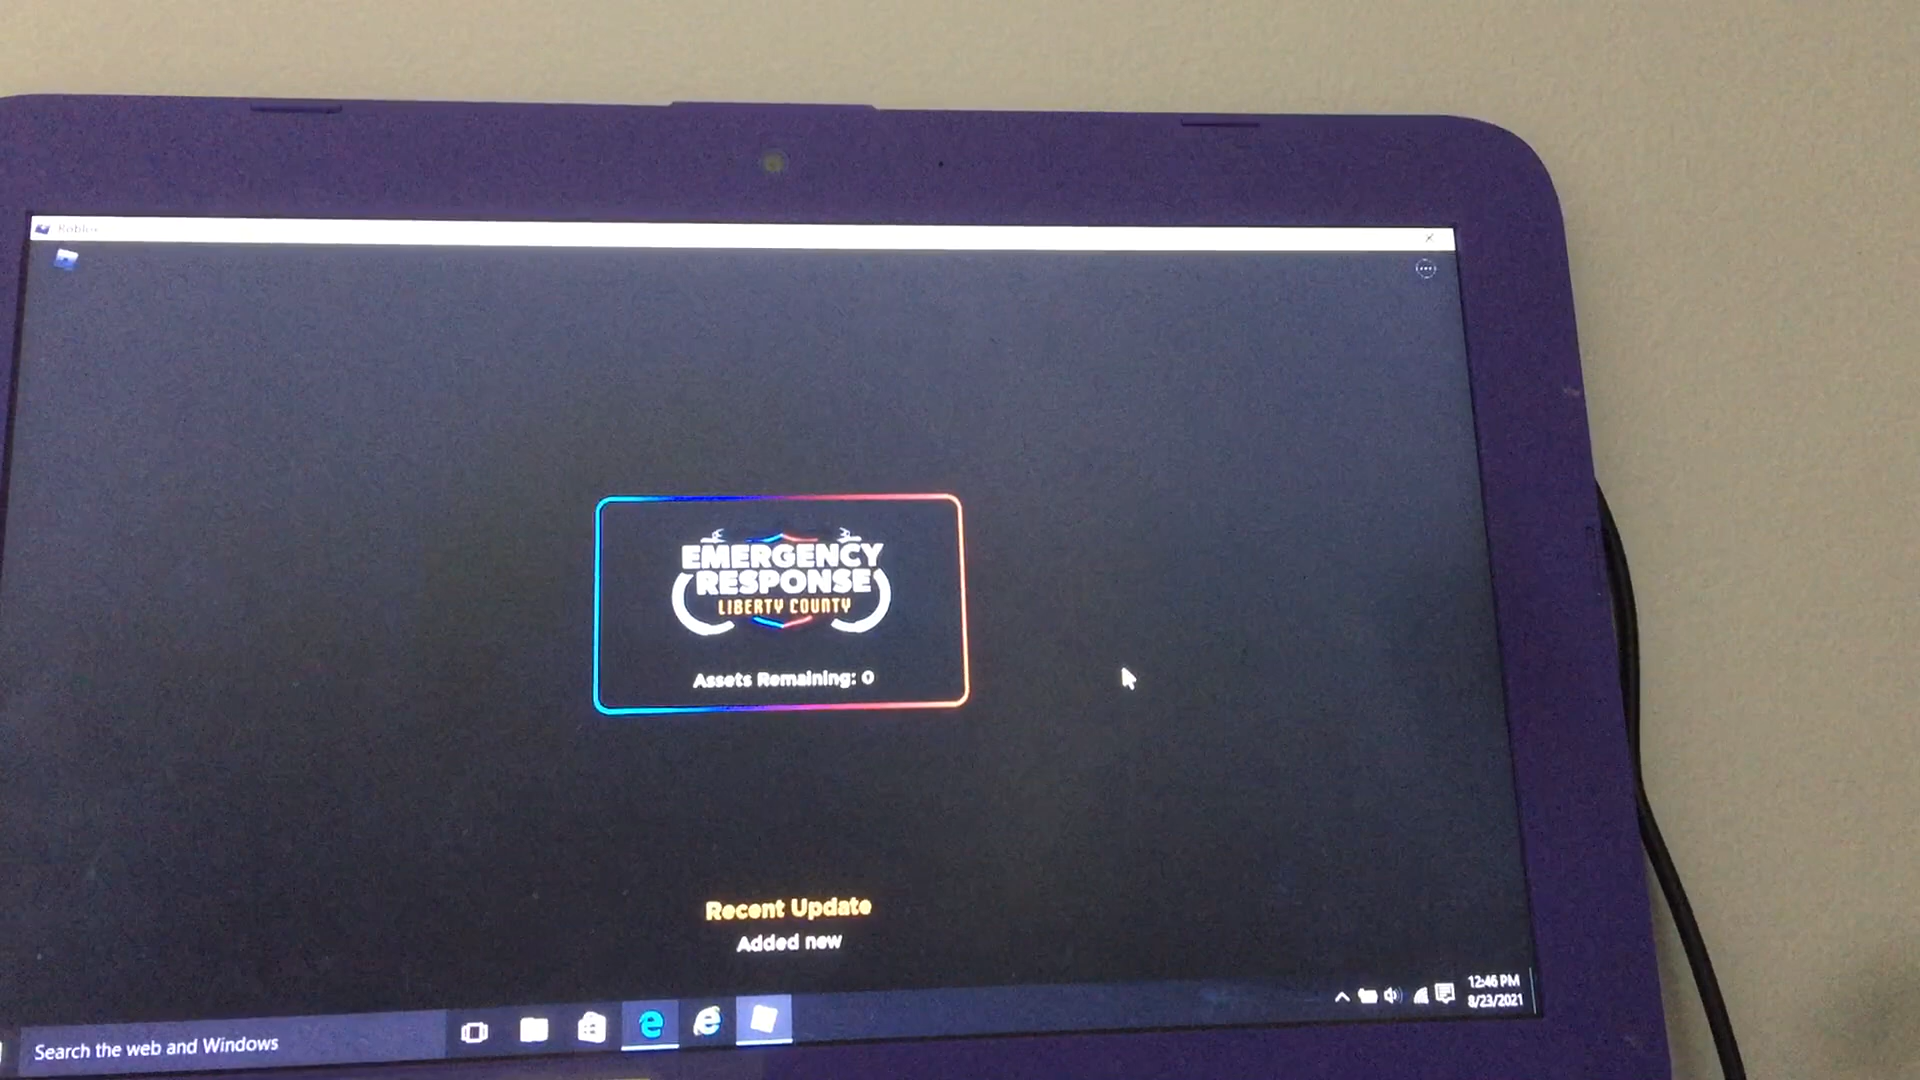 Roblox
EMERGENCY
RESPONSE
LIBERTY COUNTY
Assets Remaining: 0
Recent Update
Added new
12:46 PM
8/23/2021
Search the web and Windows